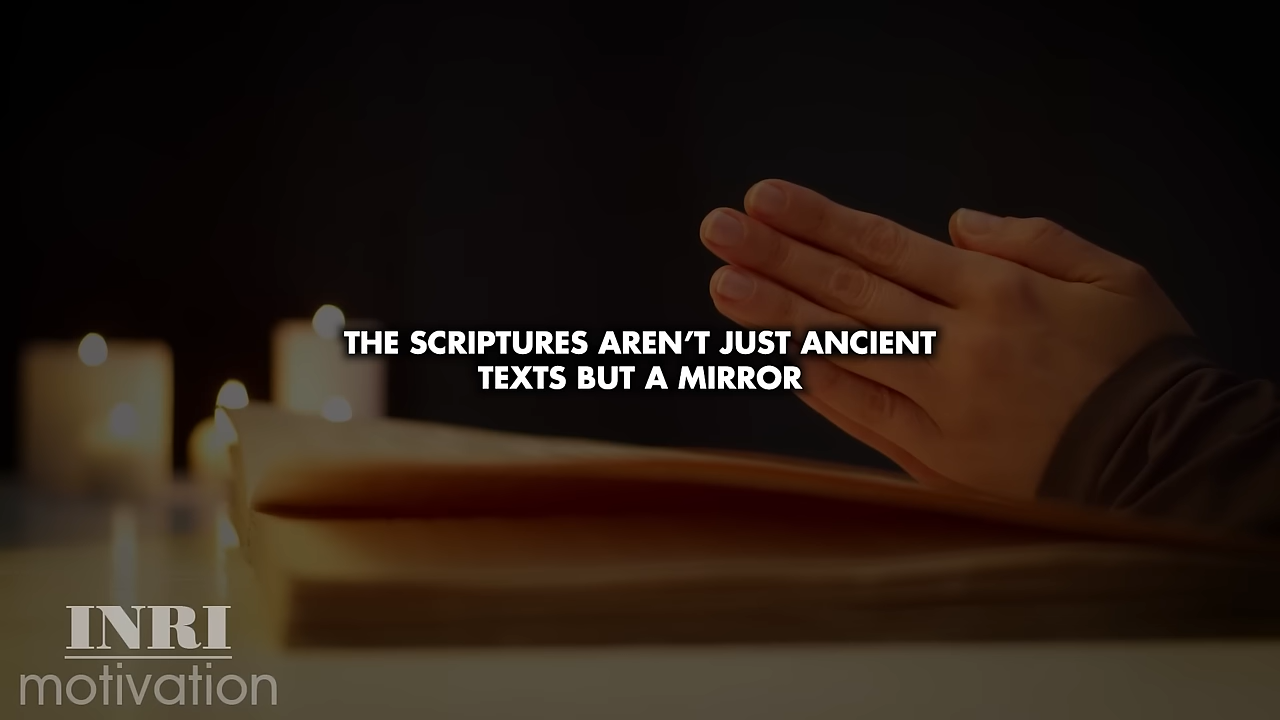 THE SCRIPTURES AREN’T JUST ANCIENT
TEXTS BUT A MIRROR
INRI
motivation